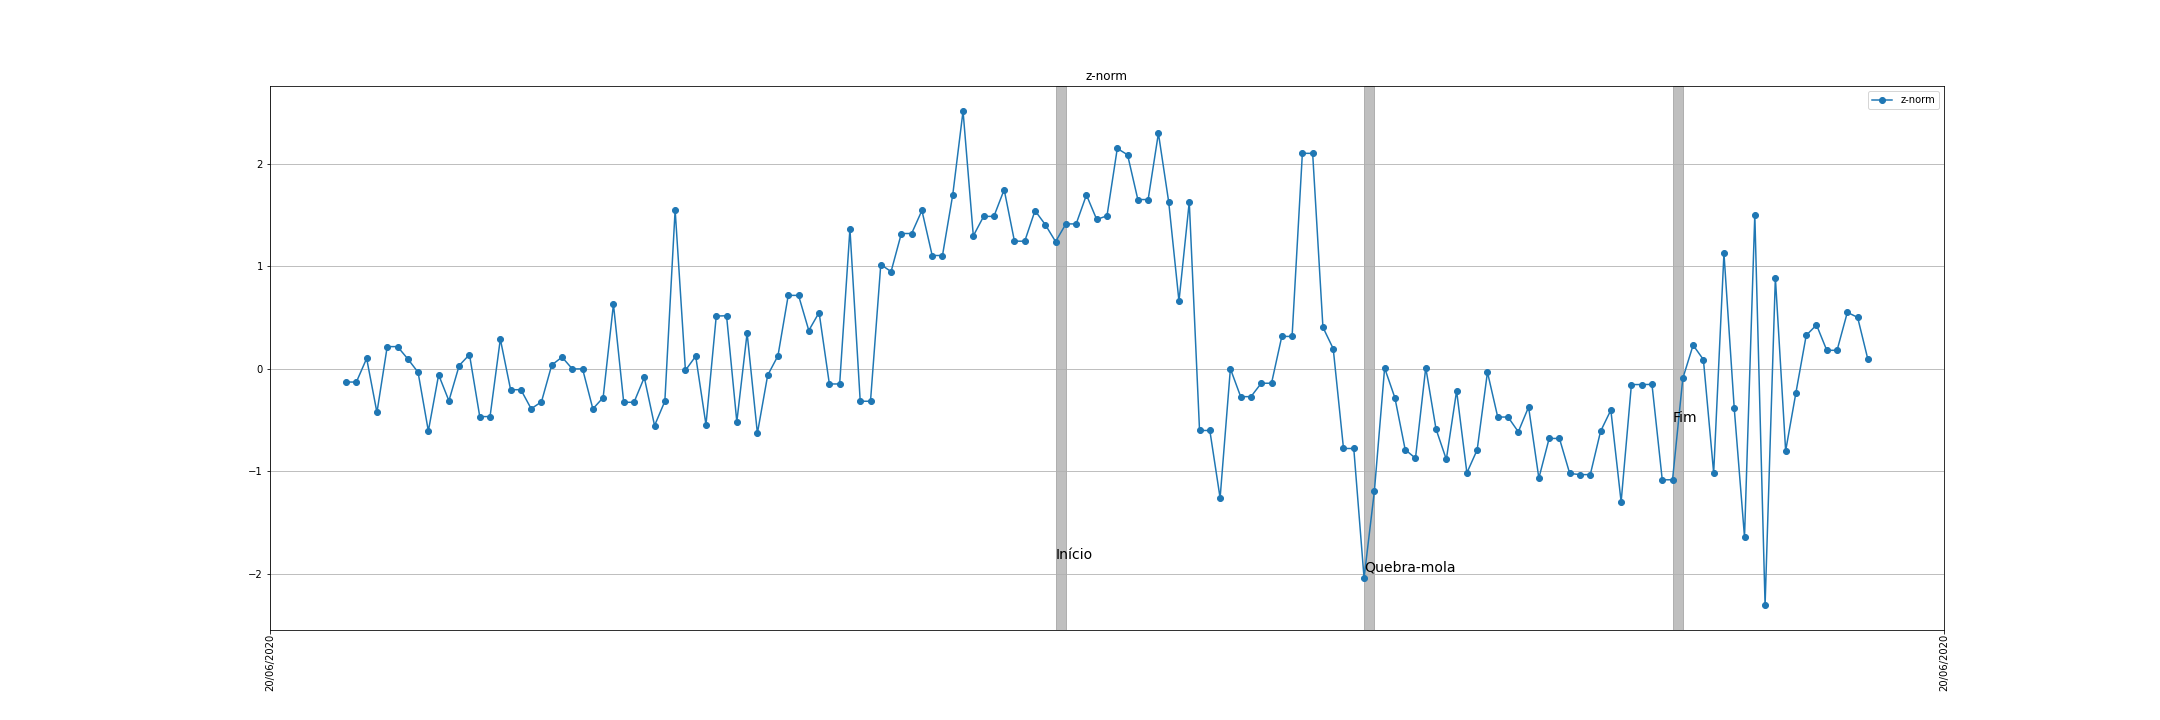 z-norm
z-norm
2
1
0
−1
−2
Fim
Início
Quebra-mola
20/06/2020
20/06/2020